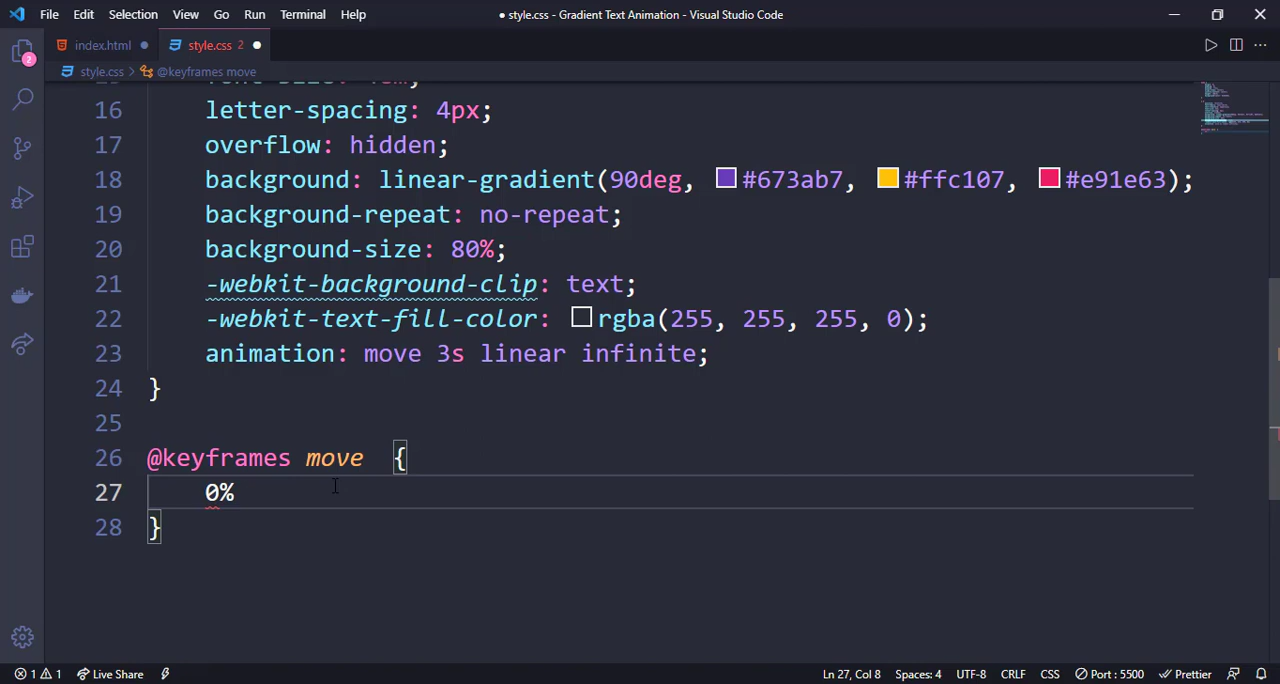 File Edit Selection View Go Run Terminal Help ● style.css - Gradient Text Animation - Visual Studio Code
index.html ● style.css 2 ●
style.css > @keyframes move
2
16 letter-spacing: 4px;
17 overflow: hidden;
18 background: linear-gradient(90deg, #673ab7, #ffc107, #e91e63);
19 background-repeat: no-repeat;
20 background-size: 80%;
21 -webkit-background-clip: text;
22 -webkit-text-fill-color: rgba(255, 255, 255, 0);
23 animation: move 3s linear infinite;
24 }
25
26 @keyframes move {
27 0%
28 }
1 1 Live Share Ln 27, Col 8 Spaces: 4 UTF-8 CRLF CSS Port : 5500 Prettier